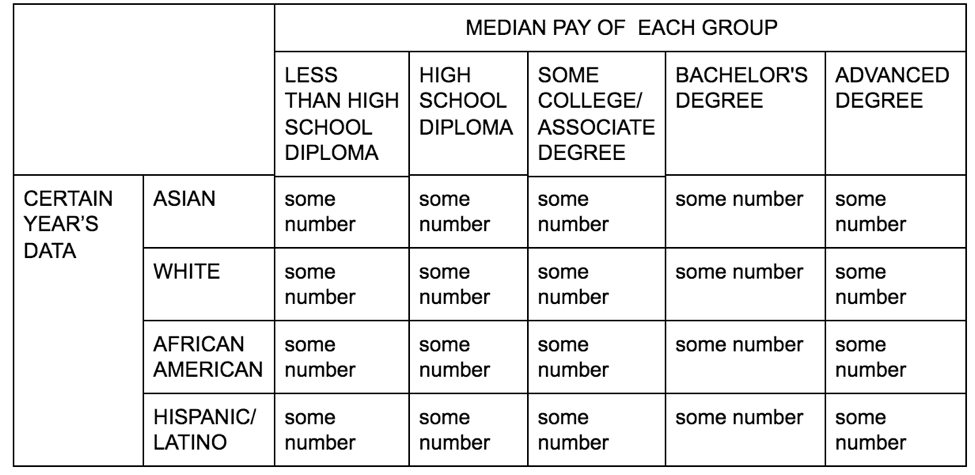 MEDIAN PAY OF EACH GROUP
LESS
THAN HIGH
SCHOOL
DIPLOMA
HIGH
SCHOOL
DIPLOMA
SOME
COLLEGE/
ASSOCIATE
DEGREE
BACHELOR'S
DEGREE
ADVANCED
DEGREE
CERTAIN
YEAR’S
DATA
ASIAN
some
number
some
number
some
number
some number
some
number
WHITE
some
number
some
number
some
number
some number
some
number
AFRICAN
AMERICAN
some
number
some
number
some
number
some number
some
number
HISPANIC/
LATINO
some
number
some
number
some
number
some number
some
number